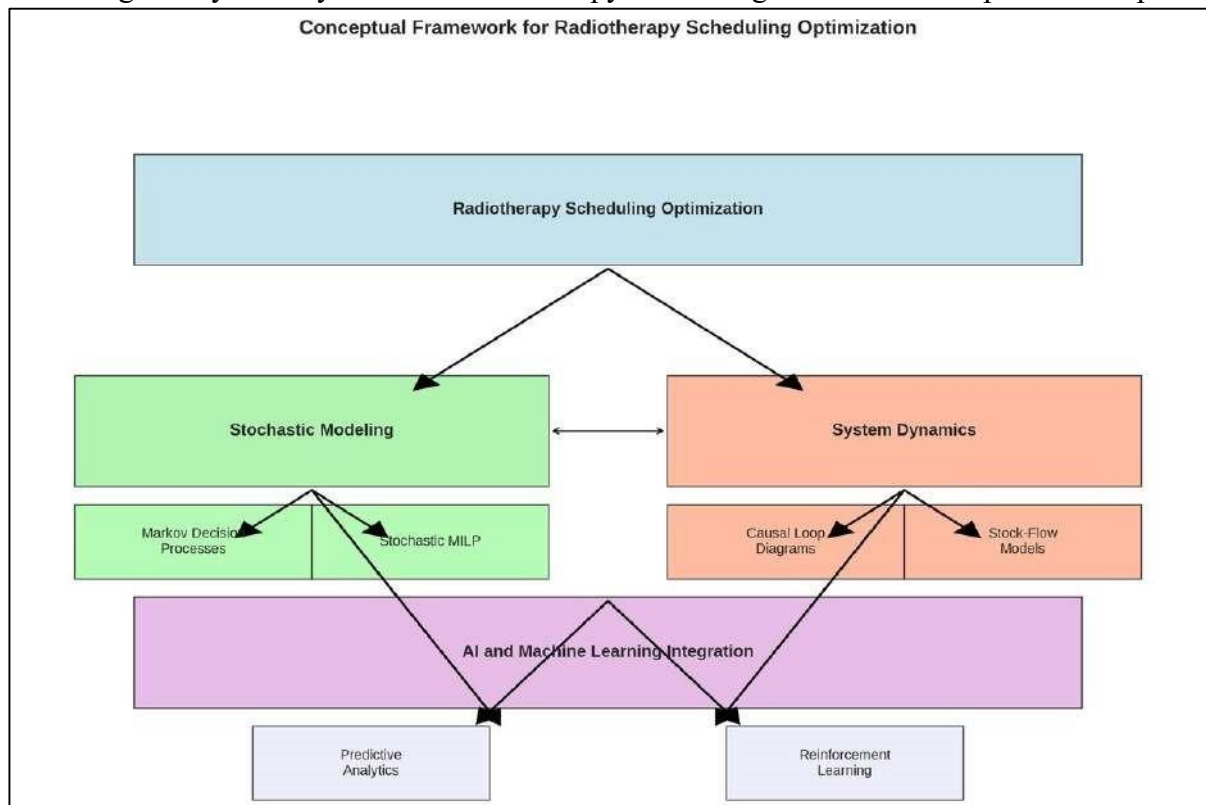 Conceptual Framework for Radiotherapy Scheduling Optimization
Radiotherapy Scheduling Optimization
Stochastic Modeling
System Dynamics
Markov Decision
Processes
Stochastic MILP
Causal Loop
Diagrams
Stock-Flow
Models
AI and Machine Learning Integration
Predictive
Analytics
Reinforcement
Learning